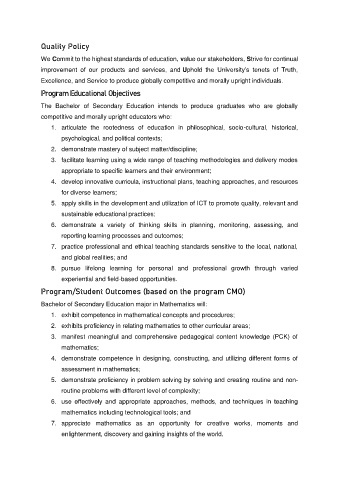 Quality Policy
We Commit to the highest standards of education, value our stakeholders, Strive for continual
improvement of our products and services, and Uphold the University's tenets of Truth,
Excellence, and Service to produce globally competitive and morally upright individuals.
Program Educational Objectives
The Bachelor of Secondary Education intends to produce graduates who are globally
competitive and morally upright educators who:
1. articulate the rootedness of education in philosophical, socio-cultural, historical,
psychological, and political contexts;
2. demonstrate mastery of subject matter/discipline;
3. facilitate learning using a wide range of teaching methodologies and delivery modes
appropriate to specific learners and their environment;
4. develop innovative curricula, instructional plans, teaching approaches, and resources
for diverse learners;
5. apply skills in the development and utilization of ICT to promote quality, relevant and
sustainable educational practices;
6. demonstrate a variety of thinking skills in planning, monitoring, assessing, and
reporting learning processes and outcomes;
7. practice professional and ethical teaching standards sensitive to the local, national,
and global realities; and
8. pursue lifelong learning for personal and professional growth through varied
experiential and field-based opportunities.
Program/Student Outcomes (based on the program CMO)
Bachelor of Secondary Education major in Mathematics will:
1. exhibit competence in mathematical concepts and procedures;
2. exhibits proficiency in relating mathematics to other curricular areas;
3. manifest meaningful and comprehensive pedagogical content knowledge (PCK) of
mathematics;
4. demonstrate competence in designing, constructing, and utilizing different forms of
assessment in mathematics;
5. demonstrate proficiency in problem solving by solving and creating routine and non-
routine problems with different level of complexity;
6. use effectively and appropriate approaches, methods, and techniques in teaching
mathematics including technological tools; and
7. appreciate mathematics as an opportunity for creative works, moments and
enlightenment, discovery and gaining insights of the world.